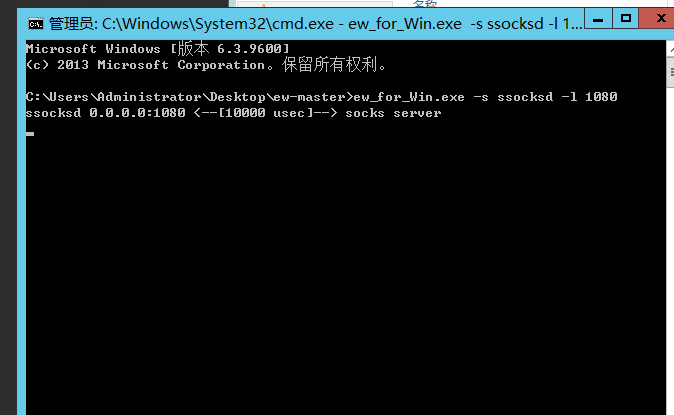 名称
管理员: C:\Windows\System32\cmd.exe - ew_for_Win.exe  -s ssocksd -l 1...
Microsoft Windows [版本 6.3.9600]
(c) 2013 Microsoft Corporation。保留所有权利。
C:\Users\Administrator\Desktop\ew-master>ew_for_Win.exe -s ssocksd -l 1080
ssocksd 0.0.0.0:1080 <--[10000 usec]--> socks server